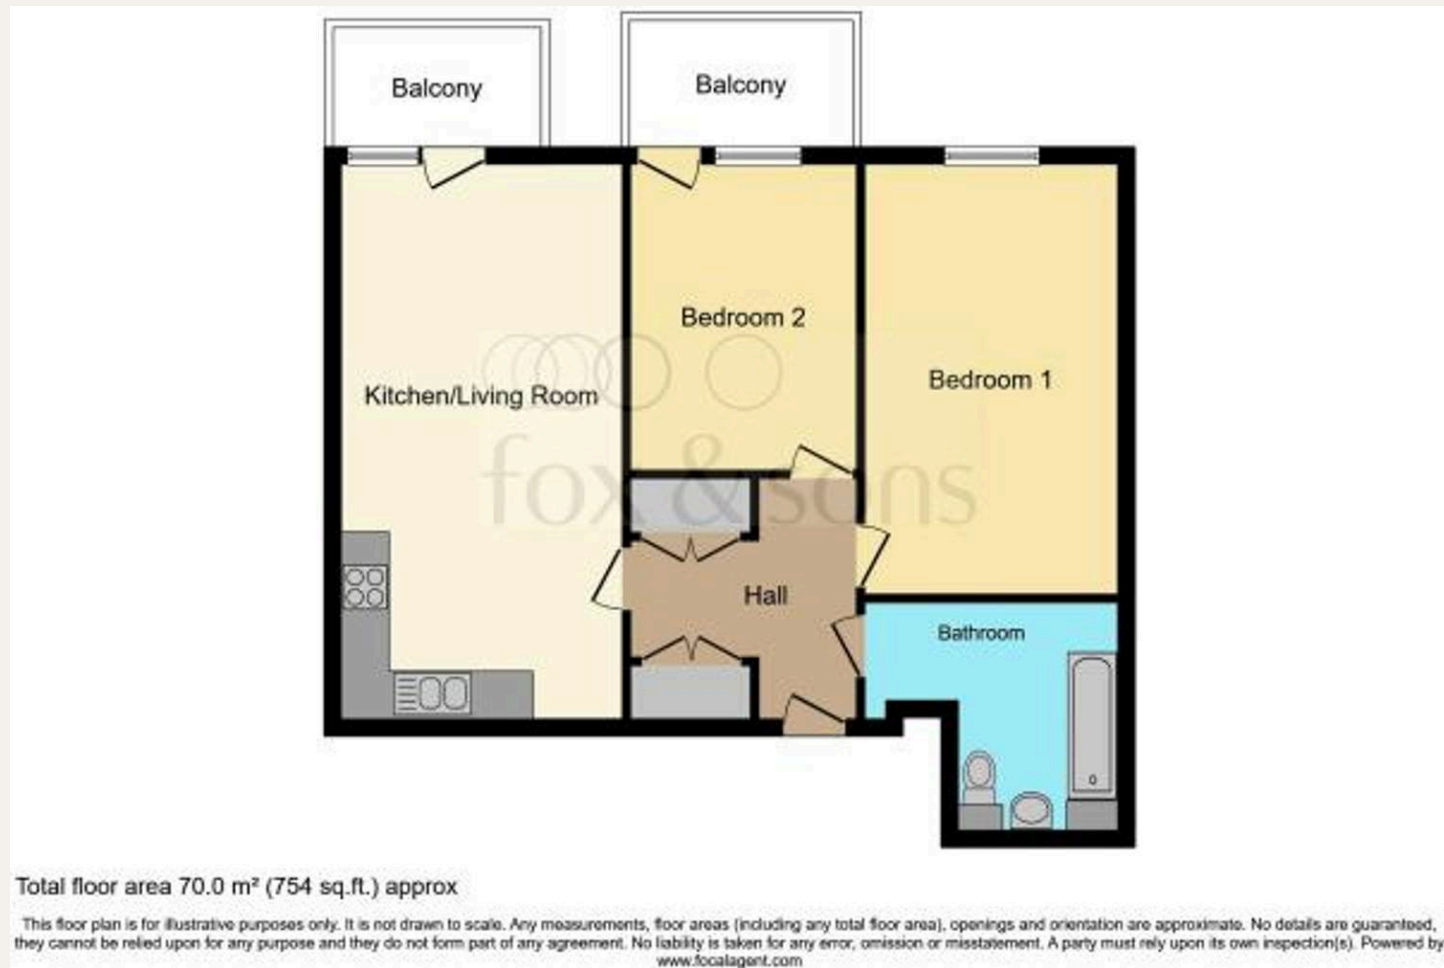 Balcony
Balcony
Bedroom 2
Bedroom 1
Kitchen/Living Room
fox & sons
Hall
Bathroom
Total floor area 70.0 m² (754 sq.ft.) approx
This floor plan is for illustrative purposes only. It is not drawn to scale. Any measurements, floor areas (including any total floor area), openings and orientation are approximate. No details are guaranteed,
they cannot be relied upon for any purpose and they do not form part of any agreement. No liability is taken for any error, omission or misstatement. A party must rely upon its own inspection(s). Powered by
www.focalagent.com